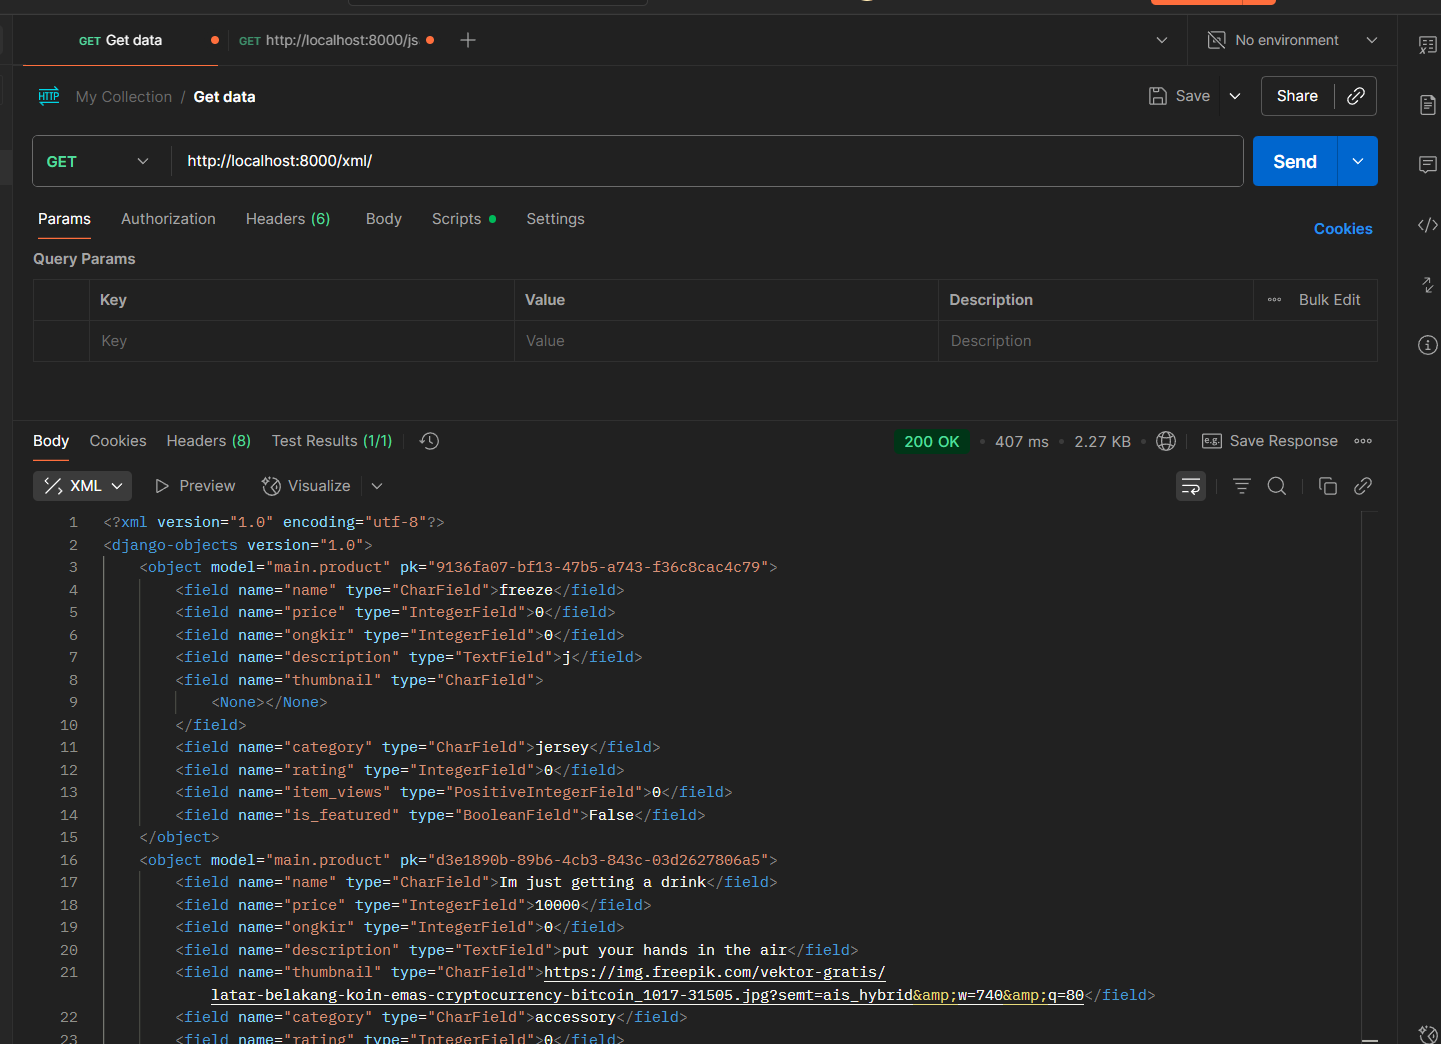 GET Get data
GET http://localhost:8000/js
No environment
HTTP My Collection / Get data
Save
Share
GET
http://localhost:8000/xml/
Send
Params Authorization Headers (6) Body Scripts Settings
Cookies
Query Params
Key Value Description Bulk Edit
Key Value Description
Body Cookies Headers (8) Test Results (1/1)
200 OK • 407 ms • 2.27 KB
e.g. Save Response
XML Preview Visualize
1 <?xml version="1.0" encoding="utf-8"?>
2 <django-objects version="1.0">
3 <object model="main.product" pk="9136fa07-bf13-47b5-a743-f36c8cac4c79">
4 <field name="name" type="CharField">freeze</field>
5 <field name="price" type="IntegerField">0</field>
6 <field name="ongkir" type="IntegerField">0</field>
7 <field name="description" type="TextField">j</field>
8 <field name="thumbnail" type="CharField">
9 <None></None>
10 </field>
11 <field name="category" type="CharField">jersey</field>
12 <field name="rating" type="IntegerField">0</field>
13 <field name="item_views" type="PositiveIntegerField">0</field>
14 <field name="is_featured" type="BooleanField">False</field>
15 </object>
16 <object model="main.product" pk="d3e1890b-89b6-4cb3-843c-03d2627806a5">
17 <field name="name" type="CharField">Im just getting a drink</field>
18 <field name="price" type="IntegerField">10000</field>
19 <field name="ongkir" type="IntegerField">0</field>
20 <field name="description" type="TextField">put your hands in the air</field>
21 <field name="thumbnail" type="CharField">https://img.freepik.com/vektor-gratis/
latar-belakang-koin-emas-cryptocurrency-bitcoin_1017-31505.jpg?semt=ais_hybrid&amp;w=740&amp;q=80</field>
22 <field name="category" type="CharField">accessory</field>
23 <field name="rating" type="IntegerField">0</field>